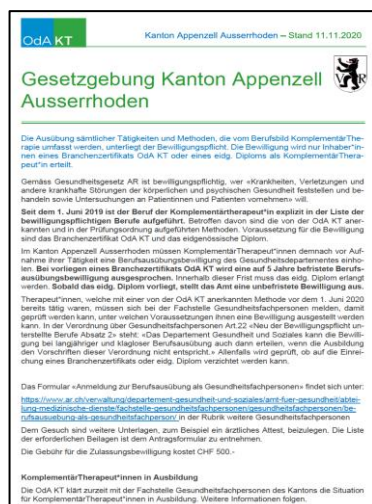 OdA KT
Kanton Appenzell Ausserrhoden – Stand 11.11.2020
Gesetzgebung Kanton Appenzell
Ausserrhoden
Die Ausübung sämtlicher Tätigkeiten und Methoden, die vom Berufsbild KomplementärThe-
rapie umfasst werden, unterliegt der Bewilligungspflicht. Die Bewilligung wird nur Inhaber*in-
nen eines Branchenzertifikats OdA KT oder eines eidg. Diploms als KomplementärThera-
peut*in erteilt.
Gemäss Gesundheitsgesetz AR ist bewilligungspflichtig, wer «Krankheiten, Verletzungen und
andere krankhafte Störungen der körperlichen und psychischen Gesundheit feststellen und be-
handeln sowie Untersuchungen an Patientinnen und Patienten vornehmen» will.
Seit dem 1. Juni 2019 ist der Beruf der Komplementärtherapeut*in explizit in der Liste der
bewilligungspflichtigen Berufe aufgeführt. Betroffen davon sind die von der OdA KT aner-
kannten und in der Prüfungsordnung aufgeführten Methoden. Voraussetzung für die Bewilligung
sind das Branchenzertifikat OdA KT und das eidgenössische Diplom.
Im Kanton Appenzell Ausserrhoden müssen KomplementärTherapeut*innen demnach vor Auf-
nahme ihrer Tätigkeit eine Berufsausübungsbewilligung des Gesundheitsdepartementes einho-
len. Bei vorliegen eines Branchezertifikats OdA KT wird eine auf 5 Jahre befristete Berufs-
ausübungsbewilligung ausgesprochen. Innerhalb dieser Frist muss das eidg. Diplom erlangt
werden. Sobald das eidg. Diplom vorliegt, stellt das Amt eine unbefristete Bewilligung aus.
Therapeut*innen, welche mit einer von der OdA KT anerkannten Methode vor dem 1. Juni 2020
bereits tätig waren, müssen sich bei der Fachstelle Gesundheitsfachpersonen melden, damit
geprüft werden kann, unter welchen Voraussetzungen ihnen eine Bewilligung ausgestellt werden
kann. In der Verordnung über Gesundheitsfachpersonen Art.22 «Neu der Bewilligungspflicht un-
terstellte Berufe Absatz 2» steht: «Das Departement Gesundheit und Soziales kann die Bewilli-
gung bei langjähriger und klagloser Berufsausübung auch dann erteilen, wenn die Ausbildung
den Vorschriften dieser Verordnung nicht entspricht.» Allenfalls wird geprüft, ob auf die Einrei-
chung eines Branchenzertifikats oder eidg. Diplom verzichtet werden kann.
Das Formular «Anmeldung zur Berufsausübung als Gesundheitsfachpersonen» findet sich unter:
https://www.ar.ch/verwaltung/departement-gesundheit-und-soziales/amt-fuer-gesundheit/abtei-
lung-medizinische-dienste/fachstelle-gesundheitsfachpersonen/gesundheitsfachpersonen/be-
rufsausuebung-als-gesundheitsfachperson/ in der Rubrik weitere Gesundheitsfachpersonen
Dem Gesuch sind weitere Unterlagen, zum Beispiel ein ärztliches Attest, beizulegen. Die Liste
der erforderlichen Beilagen ist dem Antragsformular zu entnehmen.
Die Gebühr für die Zulassungsbewilligung kostet CHF 500.-
KomplementärTherapeut*innen in Ausbildung
Die OdA KT klärt zurzeit mit der Fachstelle Gesundheitsfachpersonen des Kantons die Situation
für KomplementärTherapeut*innen in Ausbildung. Weitere Informationen folgen.